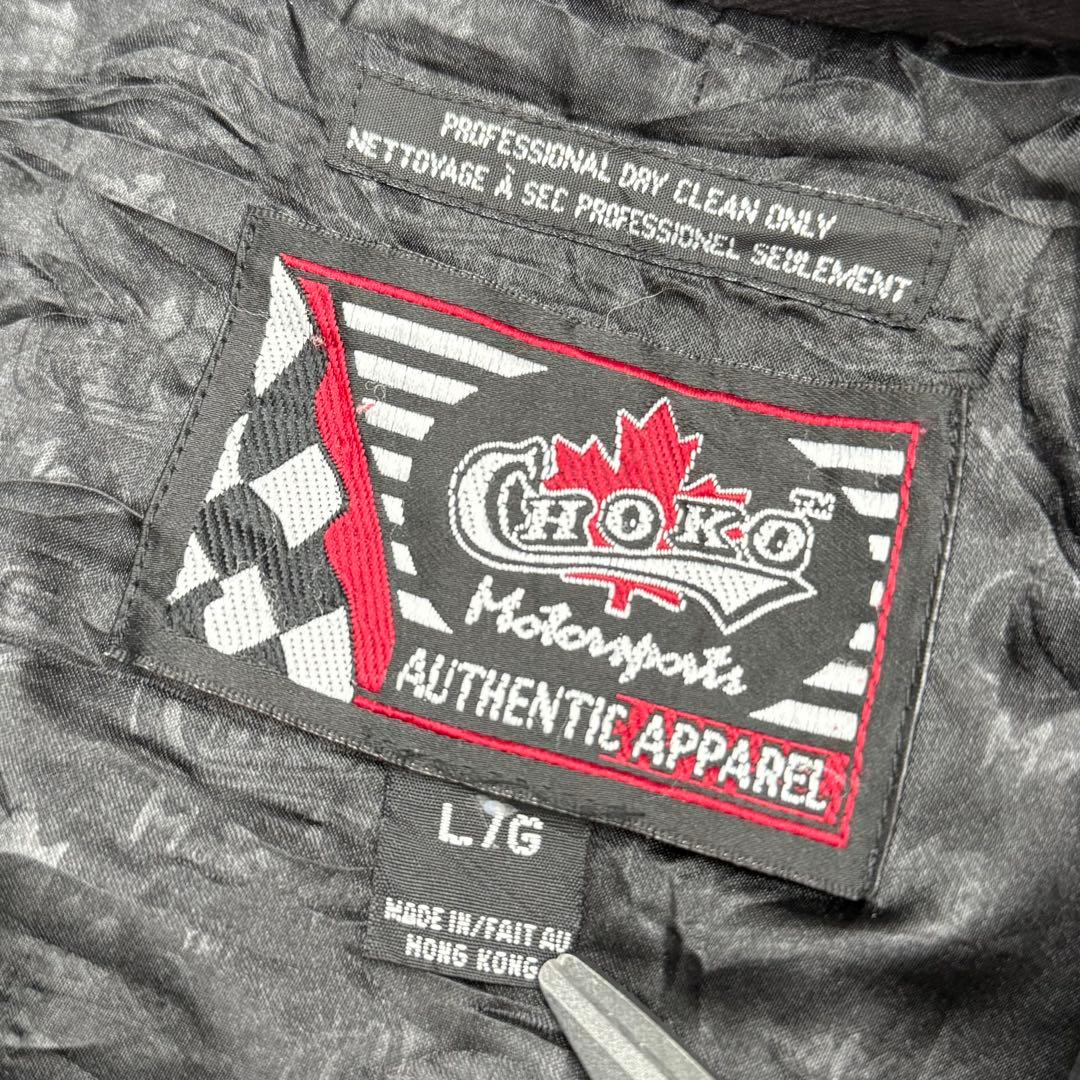 PROFESSIONAL DRY CLEAN ONLY
NETTOYAGE À SEC PROFESSIONEL SEULEMENT
CHOKO™
Motorsports
AUTHENTIC APPAREL
L/G
MADE IN/FAIT AU
HONG KONG